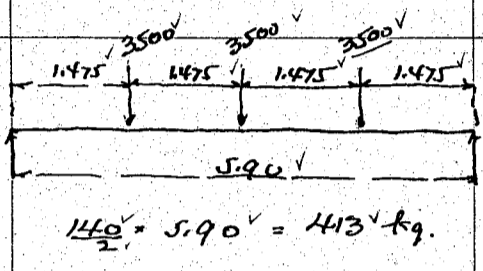 3500✓ 3500✓ 3500✓
1.475✓ 1.475✓ 1.475✓ 1.475✓
5.90✓
140✓/2 × 5.90✓ = 413✓ kg.